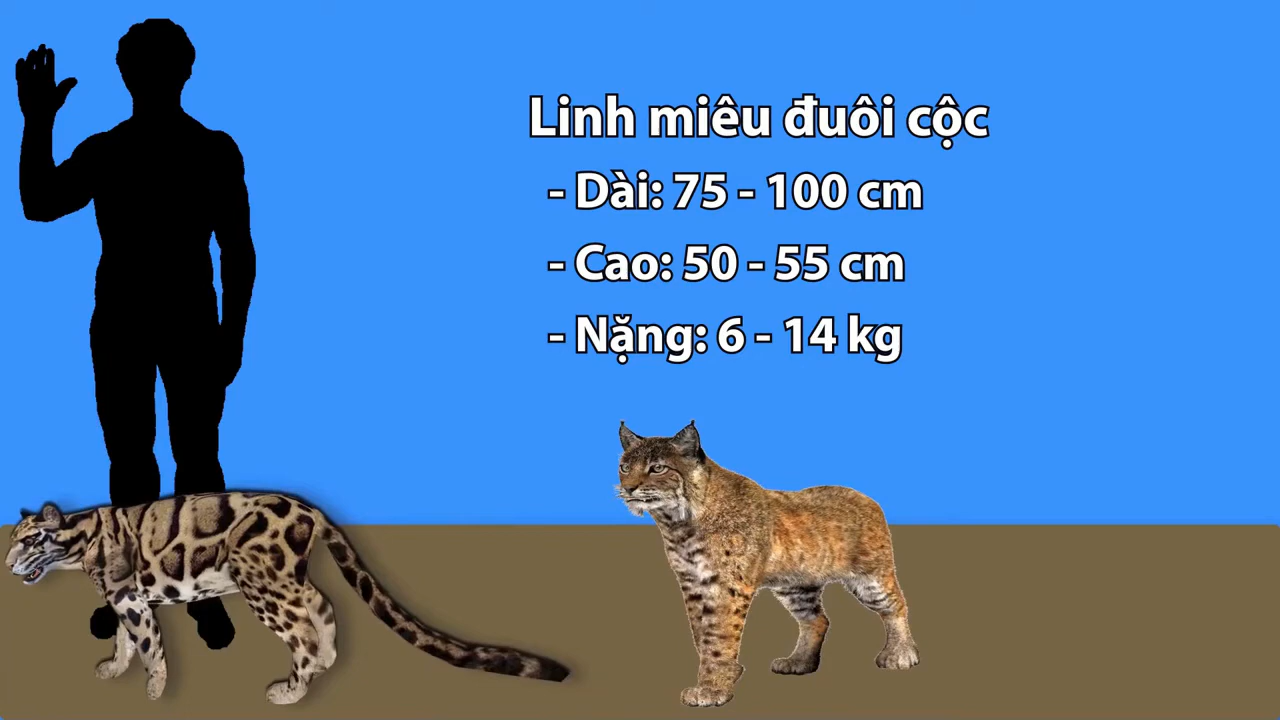 Linh miêu đuôi cộc
- Dài: 75 - 100 cm
- Cao: 50 - 55 cm
- Nặng: 6 - 14 kg